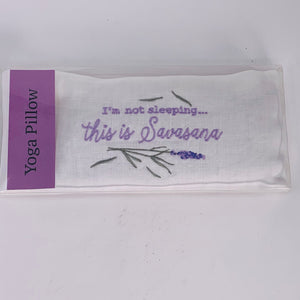 Yoga Pillow
I'm not sleeping...
this is Savasana